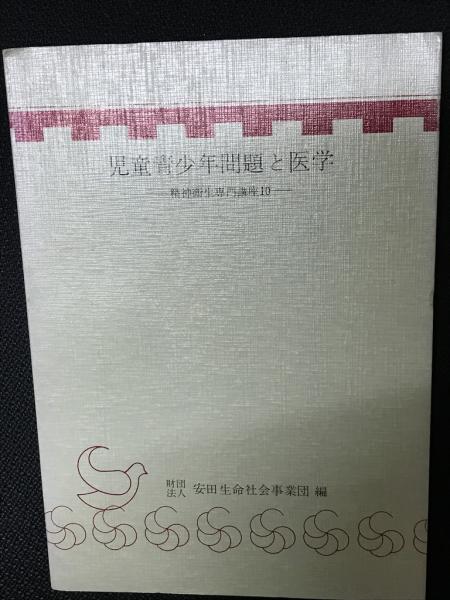 児童青少年問題と医学
―精神衛生専門講座10―
財団法人 安田生命社会事業団 編